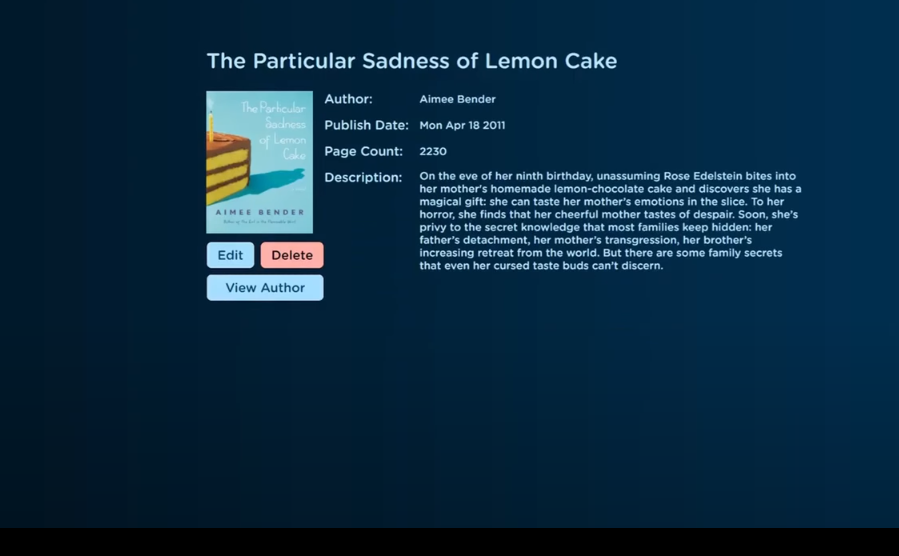 The Particular Sadness of Lemon Cake
The Particular
Sadness
of Lemon
Cake
AIMEE BENDER
Author: Aimee Bender
Publish Date: Mon Apr 18 2011
Page Count: 2230
Description: On the eve of her ninth birthday, unassuming Rose Edelstein bites into
her mother's homemade lemon-chocolate cake and discovers she has a
magical gift: she can taste her mother's emotions in the slice. To her
horror, she finds that her cheerful mother tastes of despair. Soon, she's
privy to the secret knowledge that most families keep hidden: her
father's detachment, her mother's transgression, her brother's
increasing retreat from the world. But there are some family secrets
that even her cursed taste buds can't discern.
Edit Delete
View Author